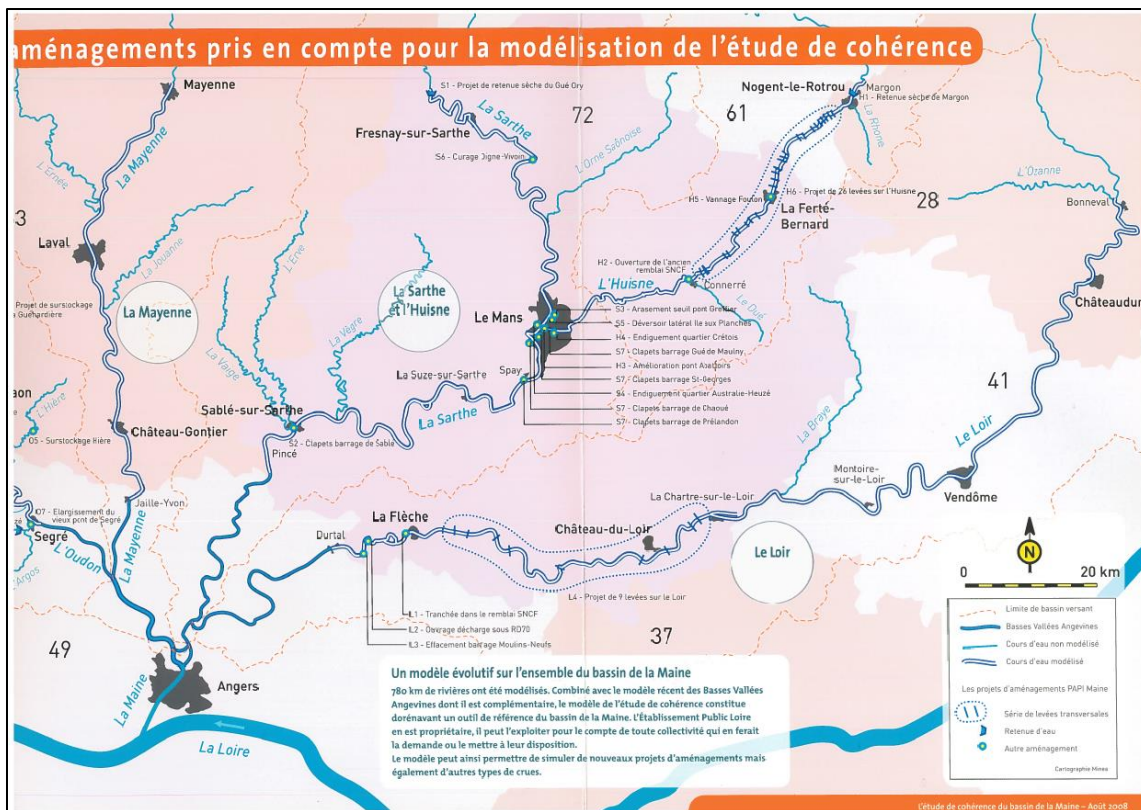 aménagements pris en compte pour la modélisation de l'étude de cohérence
Mayenne
La Mayenne
L'Ernée
3
Laval
La Jouanne
Projet de surstockage
La Mayenne
La Vaige
L'Erve
Château-Gontier
L'Hière
O5 - Surstockage Hière
O7 - Elargissement du
vieux pont de Segré
Segré
L'Oudon
Jaille-Yvon
La Mayenne
49
La Maine
Angers
La Loire
S1 - Projet de retenue sèche du Gué Ory
La Sarthe
Fresnay-sur-Sarthe
S6 - Curage Digne-Vivoin
72
L'Orne Saônoise
61
Nogent-le-Rotrou
Margon
H1 - Retenue sèche de Margon
La Rhone
H6 - Projet de 26 levées sur l'Huisne
H5 - Vannage Fouton
La Ferté-
Bernard
28
L'Ozanne
Bonneval
Châteaudun
H2 - Ouverture de l'ancien
remblai SNCF
L'Huisne
Connerré
Le Dué
La Sarthe
et l'Huisne
La Vègre
Le Mans
S3 - Arasement seuil pont Greffier
S5 - Déversoir latéral Ile aux Planches
H4 - Endiguement quartier Crétois
S7 - Clapets barrage Gué de Maulny
H3 - Amélioration pont Abattoirs
S7 - Clapets barrage St-Georges
S4 - Endiguement quartier Australie-Heuzé
S7 - Clapets barrage de Chaoué
S7 - Clapets barrage de Prélandon
Spay
La Suze-sur-Sarthe
La Sarthe
Sablé-sur-Sarthe
S2 - Clapets barrage de Sablé
Pincé
41
Le Loir
La Braye
Montoire-
sur-le-Loir
Vendôme
La Chartre-sur-le-Loir
Château-du-Loir
Le Loir
La Flèche
Durtal
L4 - Projet de 9 levées sur le Loir
L1 - Tranchée dans le remblai SNCF
L2 - Ouvrage décharge sous RD70
L3 - Effacement barrage Moulins-Neufs
37
Un modèle évolutif sur l'ensemble du bassin de la Maine
780 km de rivières ont été modélisés. Combiné avec le modèle récent des Basses Vallées
Angevines dont il est complémentaire, le modèle de l'étude de cohérence constitue
dorénavant un outil de référence du bassin de la Maine. L'Établissement Public Loire
en est propriétaire, il peut l'exploiter pour le compte de toute collectivité qui en ferait
la demande ou le mettre à leur disposition.
Le modèle peut ainsi permettre de simuler de nouveaux projets d'aménagements mais
également d'autres types de crues.
N
0 20 km
Limite de bassin versant
Basses Vallées Angevines
Cours d'eau non modélisé
Cours d'eau modélisé
Les projets d'aménagements PAPI Maine
Série de levées transversales
Retenue d'eau
Autre aménagement
Cartographie Minea
L'étude de cohérence du bassin de la Maine - Août 2008